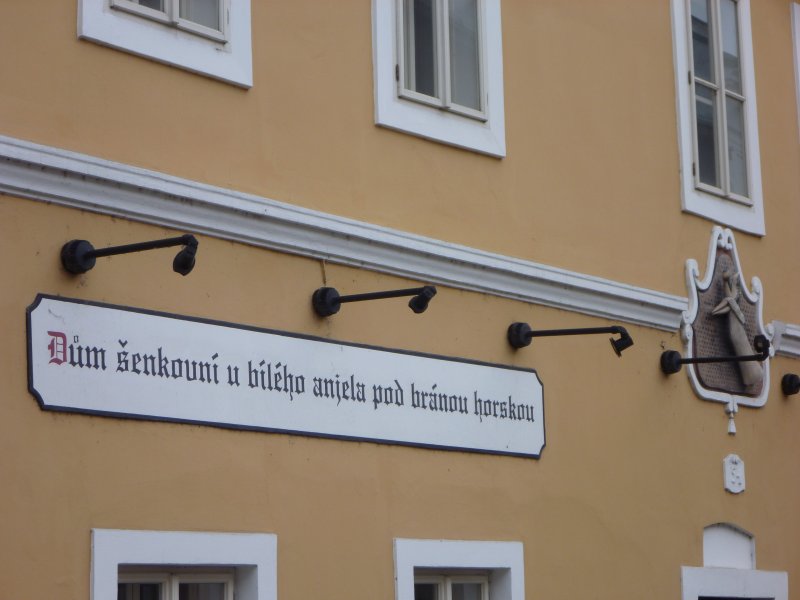 Dům šenkovní u bílého anjela pod bránou horskou